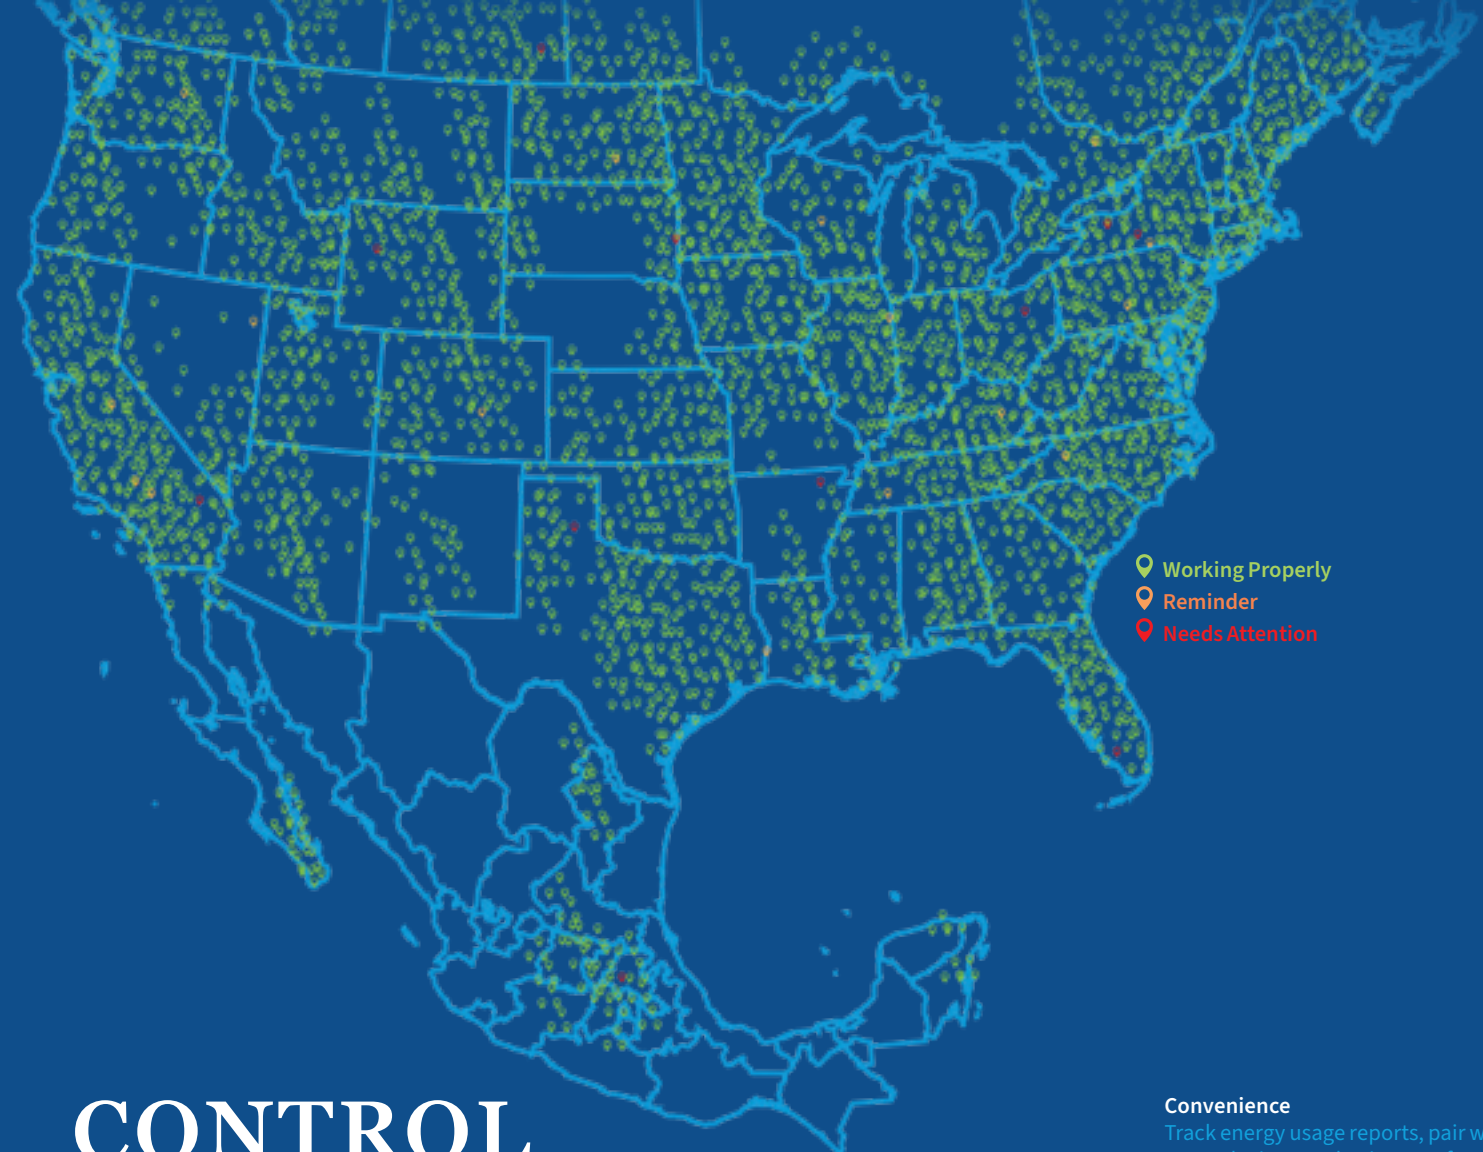 Working Properly
Reminder
Needs Attention
CONTROL
Convenience
Track energy usage reports, pair w